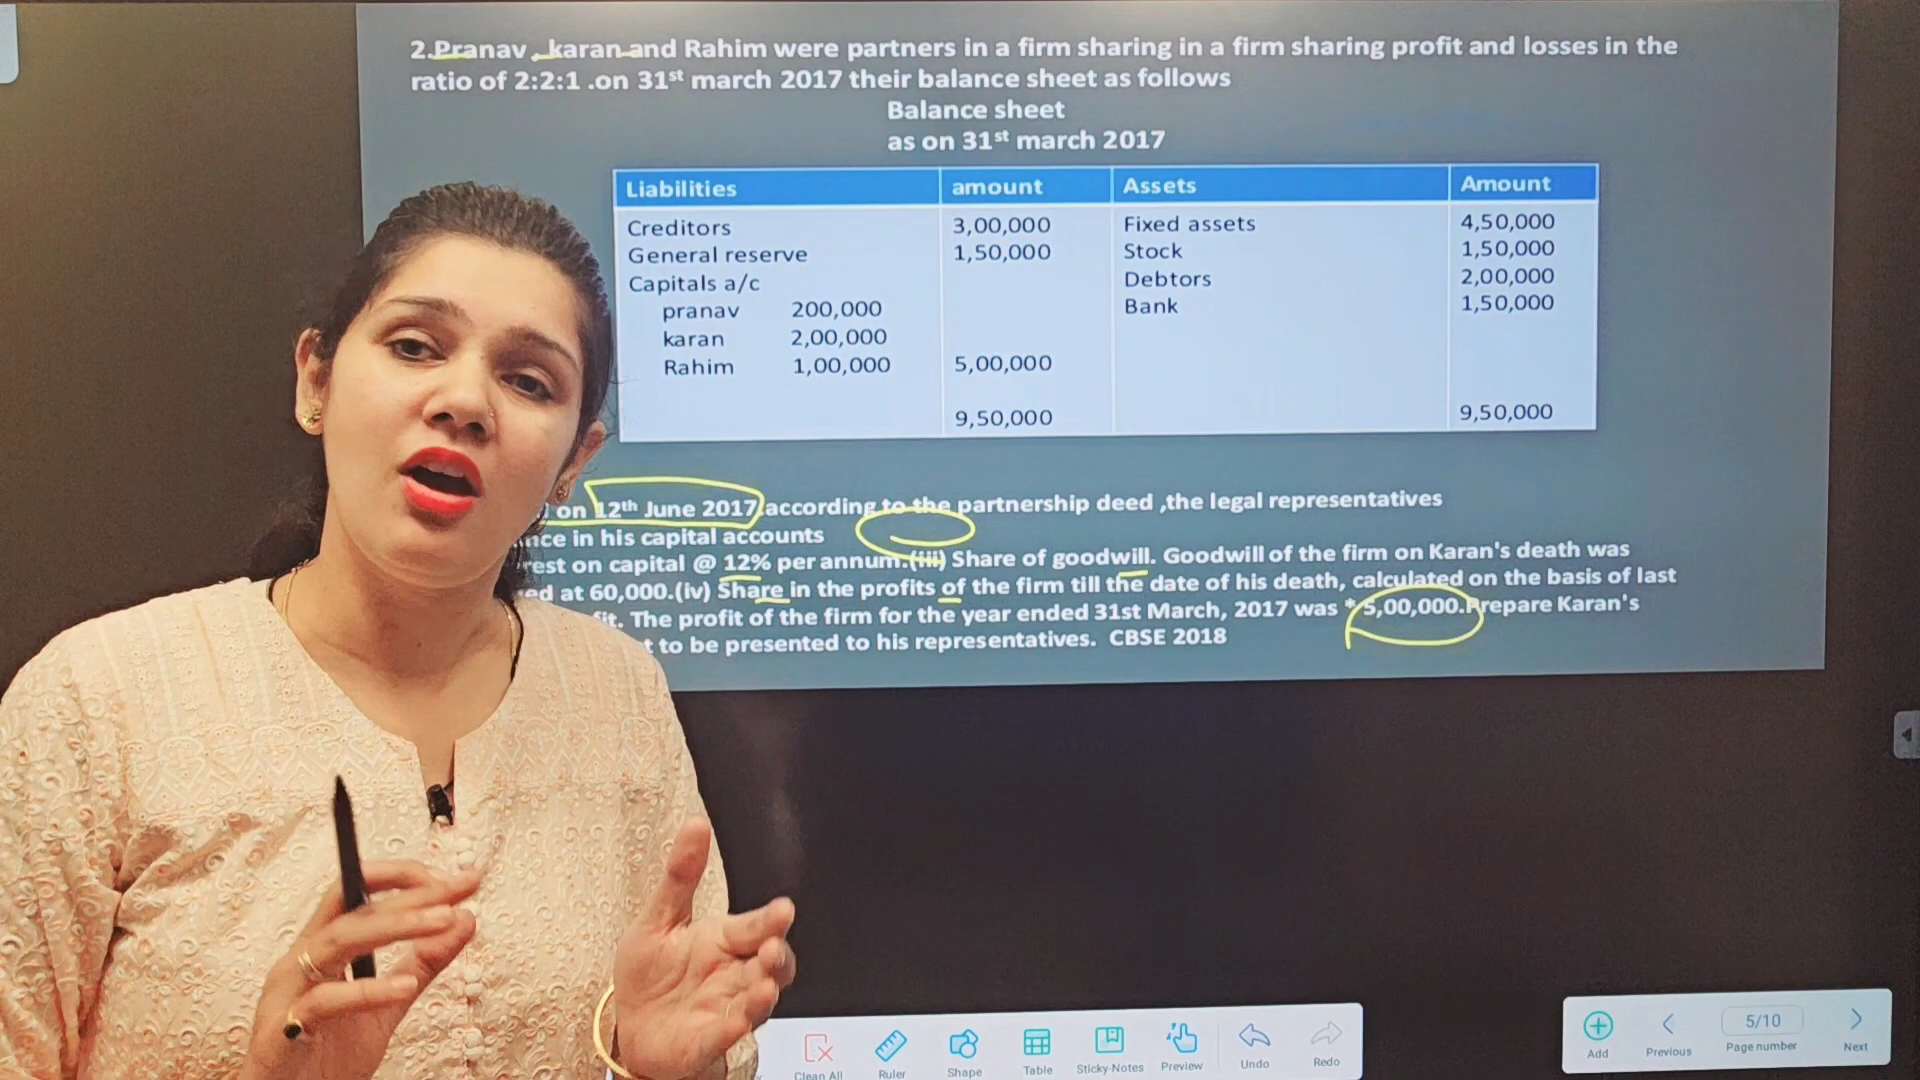 2.Pranav , karan and Rahim were partners in a firm sharing in a firm sharing profit and losses in the
ratio of 2:2:1 .on 31st march 2017 their balance sheet as follows
Balance sheet
as on 31st march 2017
Liabilities amount Assets Amount
Creditors 3,00,000 Fixed assets 4,50,000
General reserve 1,50,000 Stock 1,50,000
Capitals a/c Debtors 2,00,000
pranav 200,000 Bank 1,50,000
karan 2,00,000
Rahim 1,00,000 5,00,000
9,50,000 9,50,000
on 12th June 2017 according to the partnership deed ,the legal representatives
in his capital accounts
on capital @ 12% per annum.(iii) Share of goodwill. Goodwill of the firm on Karan's death was
at 60,000.(iv) Share in the profits of the firm till the date of his death, calculated on the basis of last
The profit of the firm for the year ended 31st March, 2017 was * 5,00,000.Prepare Karan's
to be presented to his representatives. CBSE 2018
Clean All Ruler Shape Table Sticky-Notes Preview Undo Redo
Add Previous 5/10 Page number Next